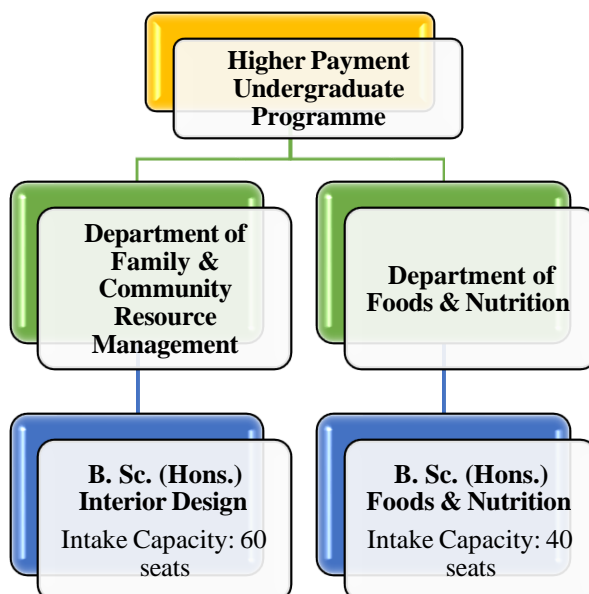 Higher Payment
Undergraduate
Programme
Department of
Family &
Community
Resource
Management
Department of
Foods & Nutrition
B. Sc. (Hons.)
Interior Design
Intake Capacity: 60
seats
B. Sc. (Hons.)
Foods & Nutrition
Intake Capacity: 40
seats